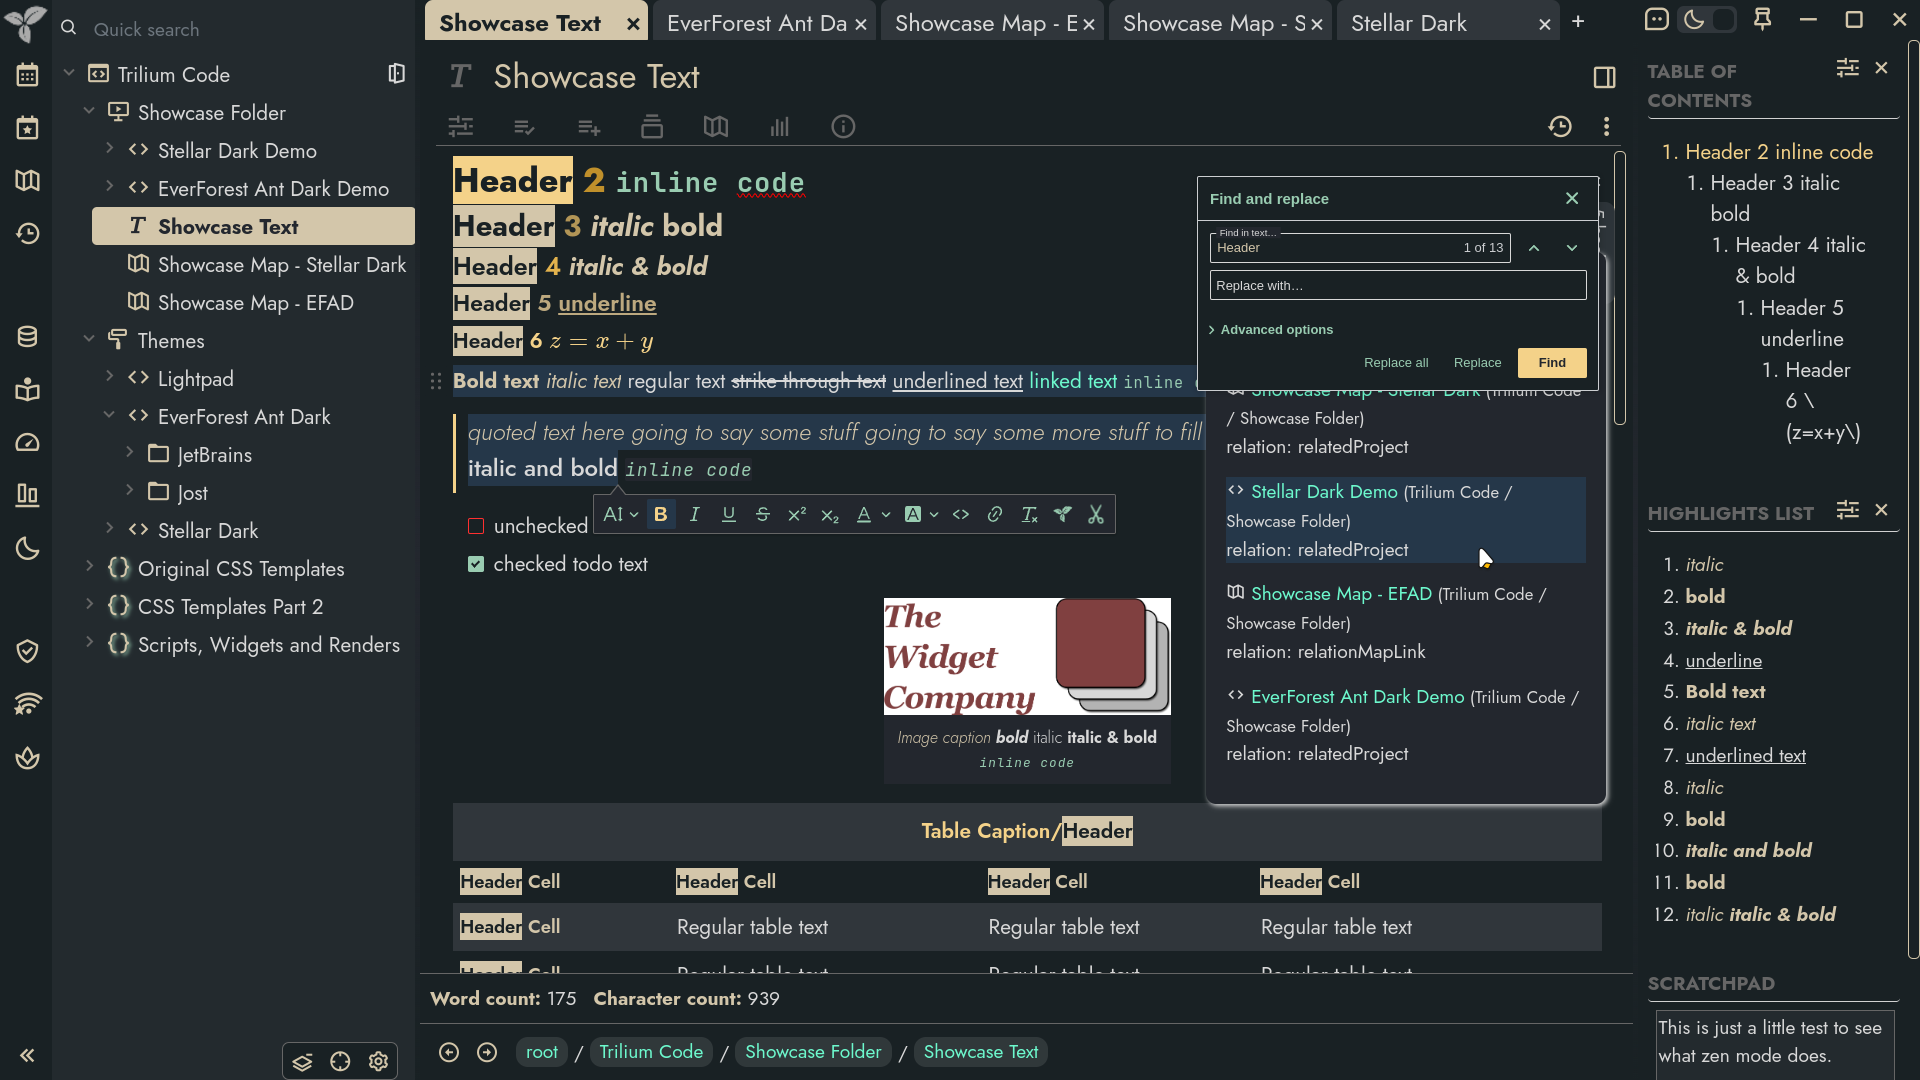 Quick search
Trilium Code
Showcase Folder
Stellar Dark Demo
EverForest Ant Dark Demo
Showcase Text
Showcase Map - Stellar Dark
Showcase Map - EFAD
Themes
Lightpad
EverForest Ant Dark
JetBrains
Jost
Stellar Dark
Original CSS Templates
CSS Templates Part 2
Scripts, Widgets and Renders
Showcase Text
EverForest Ant Da
Showcase Map - E
Showcase Map - S
Stellar Dark
Showcase Text
Header 2 inline code
Header 3 italic bold
Header 4 italic & bold
Header 5 underline
Header 6 z = x + y
Bold text italic text regular text strike through text underlined text linked text inline
quoted text here going to say some stuff going to say some more stuff to fill
italic and bold inline code
unchecked
checked todo text
The
Widget
Company
Image caption bold italic italic & bold
inline code
Table Caption/Header
Header Cell Header Cell Header Cell Header Cell
Header Cell Regular table text Regular table text Regular table text
Header Cell Regular table text Regular table text Regular table text
Find and replace
Find in text…
Header 1 of 13
Replace with…
Advanced options
Replace all Replace Find
Showcase Map - Stellar Dark (Trilium Code
/ Showcase Folder)
relation: relatedProject
Stellar Dark Demo (Trilium Code /
Showcase Folder)
relation: relatedProject
Showcase Map - EFAD (Trilium Code /
Showcase Folder)
relation: relationMapLink
EverForest Ant Dark Demo (Trilium Code /
Showcase Folder)
relation: relatedProject
Word count: 175 Character count: 939
root / Trilium Code / Showcase Folder / Showcase Text
TABLE OF
CONTENTS
1. Header 2 inline code
1. Header 3 italic
bold
1. Header 4 italic
& bold
1. Header 5
underline
1. Header
6 \
(z=x+y\)
HIGHLIGHTS LIST
1. italic
2. bold
3. italic & bold
4. underline
5. Bold text
6. italic text
7. underlined text
8. italic
9. bold
10. italic and bold
11. bold
12. italic italic & bold
SCRATCHPAD
This is just a little test to see
what zen mode does.